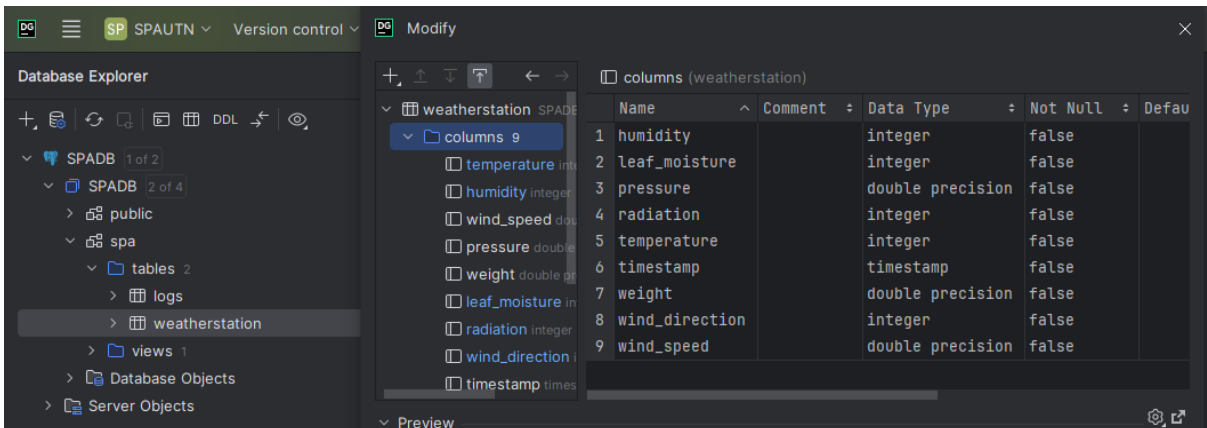 DG SP SPAUTN Version control
Database Explorer
DDL
SPADB 1 of 2
SPADB 2 of 4
public
spa
tables 2
logs
weatherstation
views 1
Database Objects
Server Objects
DG Modify
weatherstation SPADB
columns 9
temperature
humidity integer
wind_speed
pressure double
weight double
leaf_moisture
radiation integer
wind_direction
timestamp
columns (weatherstation)
Name Comment Data Type Not Null Defau
1 humidity integer false
2 leaf_moisture integer false
3 pressure double precision false
4 radiation integer false
5 temperature integer false
6 timestamp timestamp false
7 weight double precision false
8 wind_direction integer false
9 wind_speed double precision false
Preview